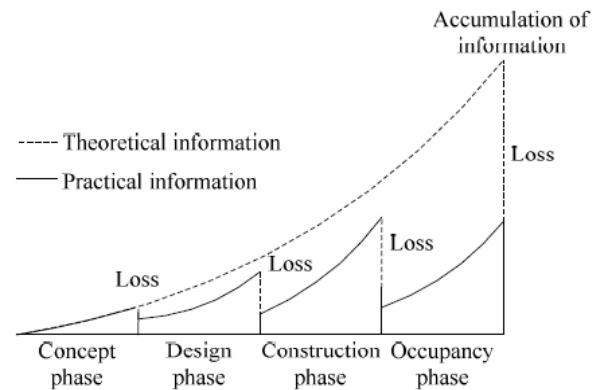 Accumulation of
information
Theoretical information
Practical information
Loss
Loss
Loss
Loss
Concept
phase
Design
phase
Construction
phase
Occupancy
phase